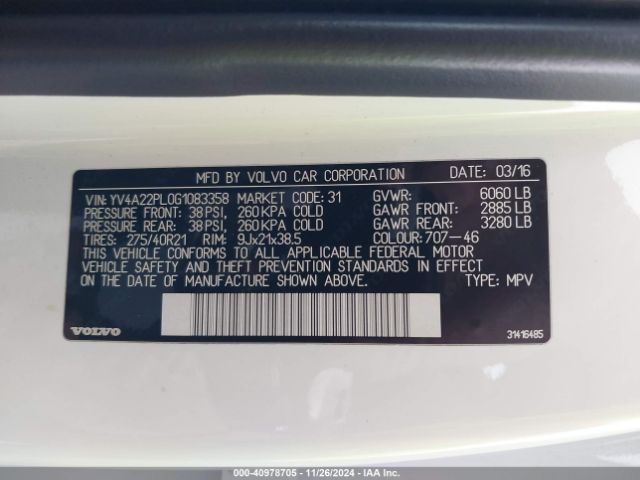 MFD BY VOLVO CAR CORPORATION DATE: 03/16
VIN: YV4A22PL0G1083358 MARKET CODE: 31 GVWR: 6060 LB
PRESSURE FRONT: 38 PSI, 260 KPA COLD GAWR FRONT: 2885 LB
PRESSURE REAR: 38 PSI, 260 KPA COLD GAWR REAR: 3280 LB
TIRES: 275/40R21 RIM: 9Jx21x38.5 COLOUR: 707-46
THIS VEHICLE CONFORMS TO ALL APPLICABLE FEDERAL MOTOR
VEHICLE SAFETY AND THEFT STANDARDS IN EFFECT
ON THE DATE OF MANUFACTURE SHOWN ABOVE. TYPE: MPV
VOLVO
31416485
©00 - 40978705 - 11/26/2024 - IAA Inc.